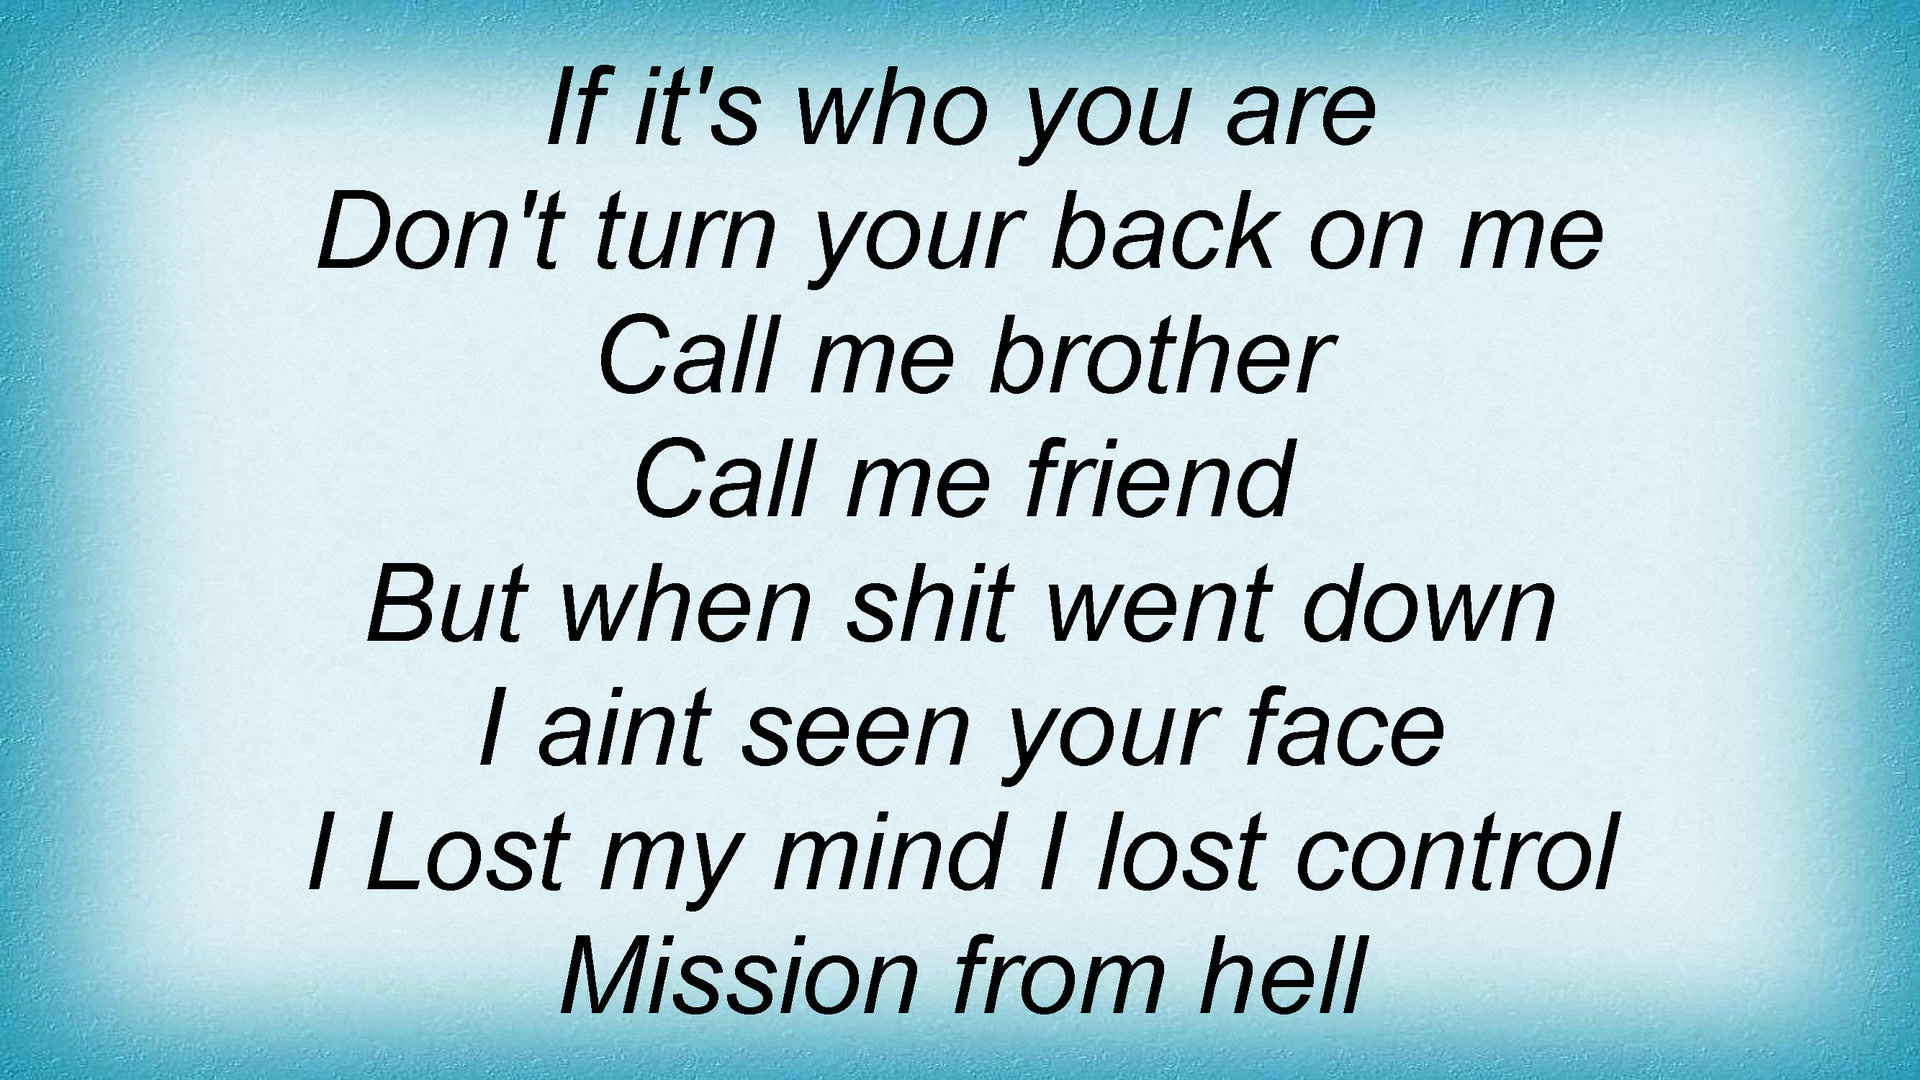 If it's who you are
Don't turn your back on me
Call me brother
Call me friend
But when shit went down
I aint seen your face
I Lost my mind I lost control
Mission from hell